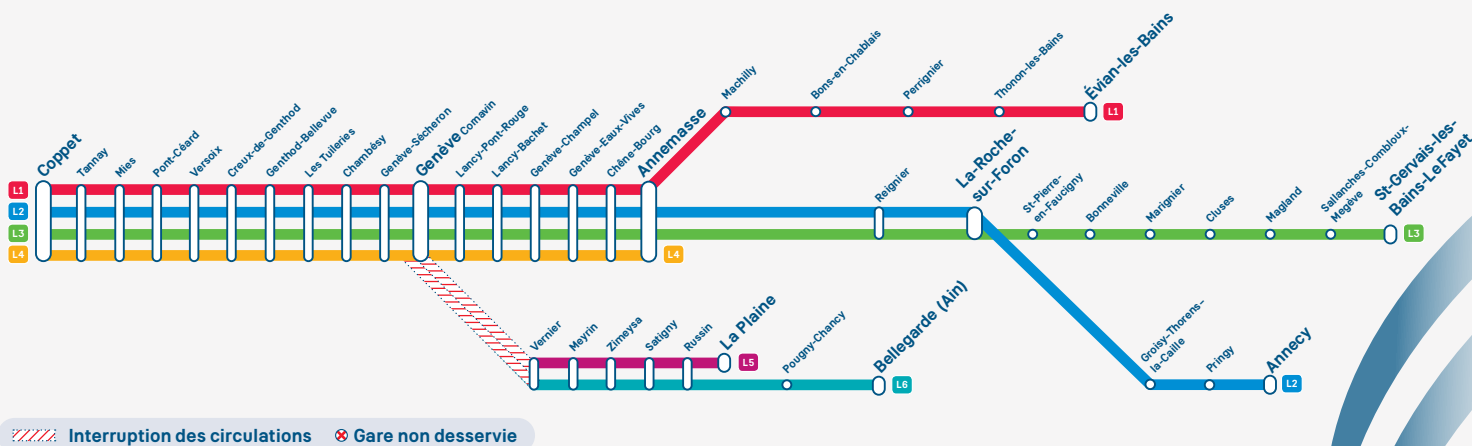 L1
L2
L3
L4
Coppet
Tannay
Mies
Pont-Céard
Versoix
Creux-de-Genthod
Genthod-Bellevue
Les Tuileries
Chambésy
Genève-Sécheron
Genève Cornavin
Lancy-Pont-Rouge
Lancy-Bachet
Genève-Champel
Genève-Eaux-Vives
Chêne-Bourg
Annemasse
L4
Machilly
Bons-en-Chablais
Perrignier
Thonon-les-Bains
Évian-les-Bains
L1
Reignier
La-Roche-
sur-Foron
St-Pierre-
en-Faucigny
Bonneville
Marignier
Cluses
Magland
Sallanches-Combloux-
Megève
St-Gervais-les-
Bains-LeFayet
L3
Vernier
Meyrin
Zimeysa
Satigny
Russin
La Plaine
L5
Pougny-Chancy
Bellegarde (Ain)
L6
Groisy-Thorens-
la-Caille
Pringy
Annecy
L2
Interruption des circulations
Gare non desservie